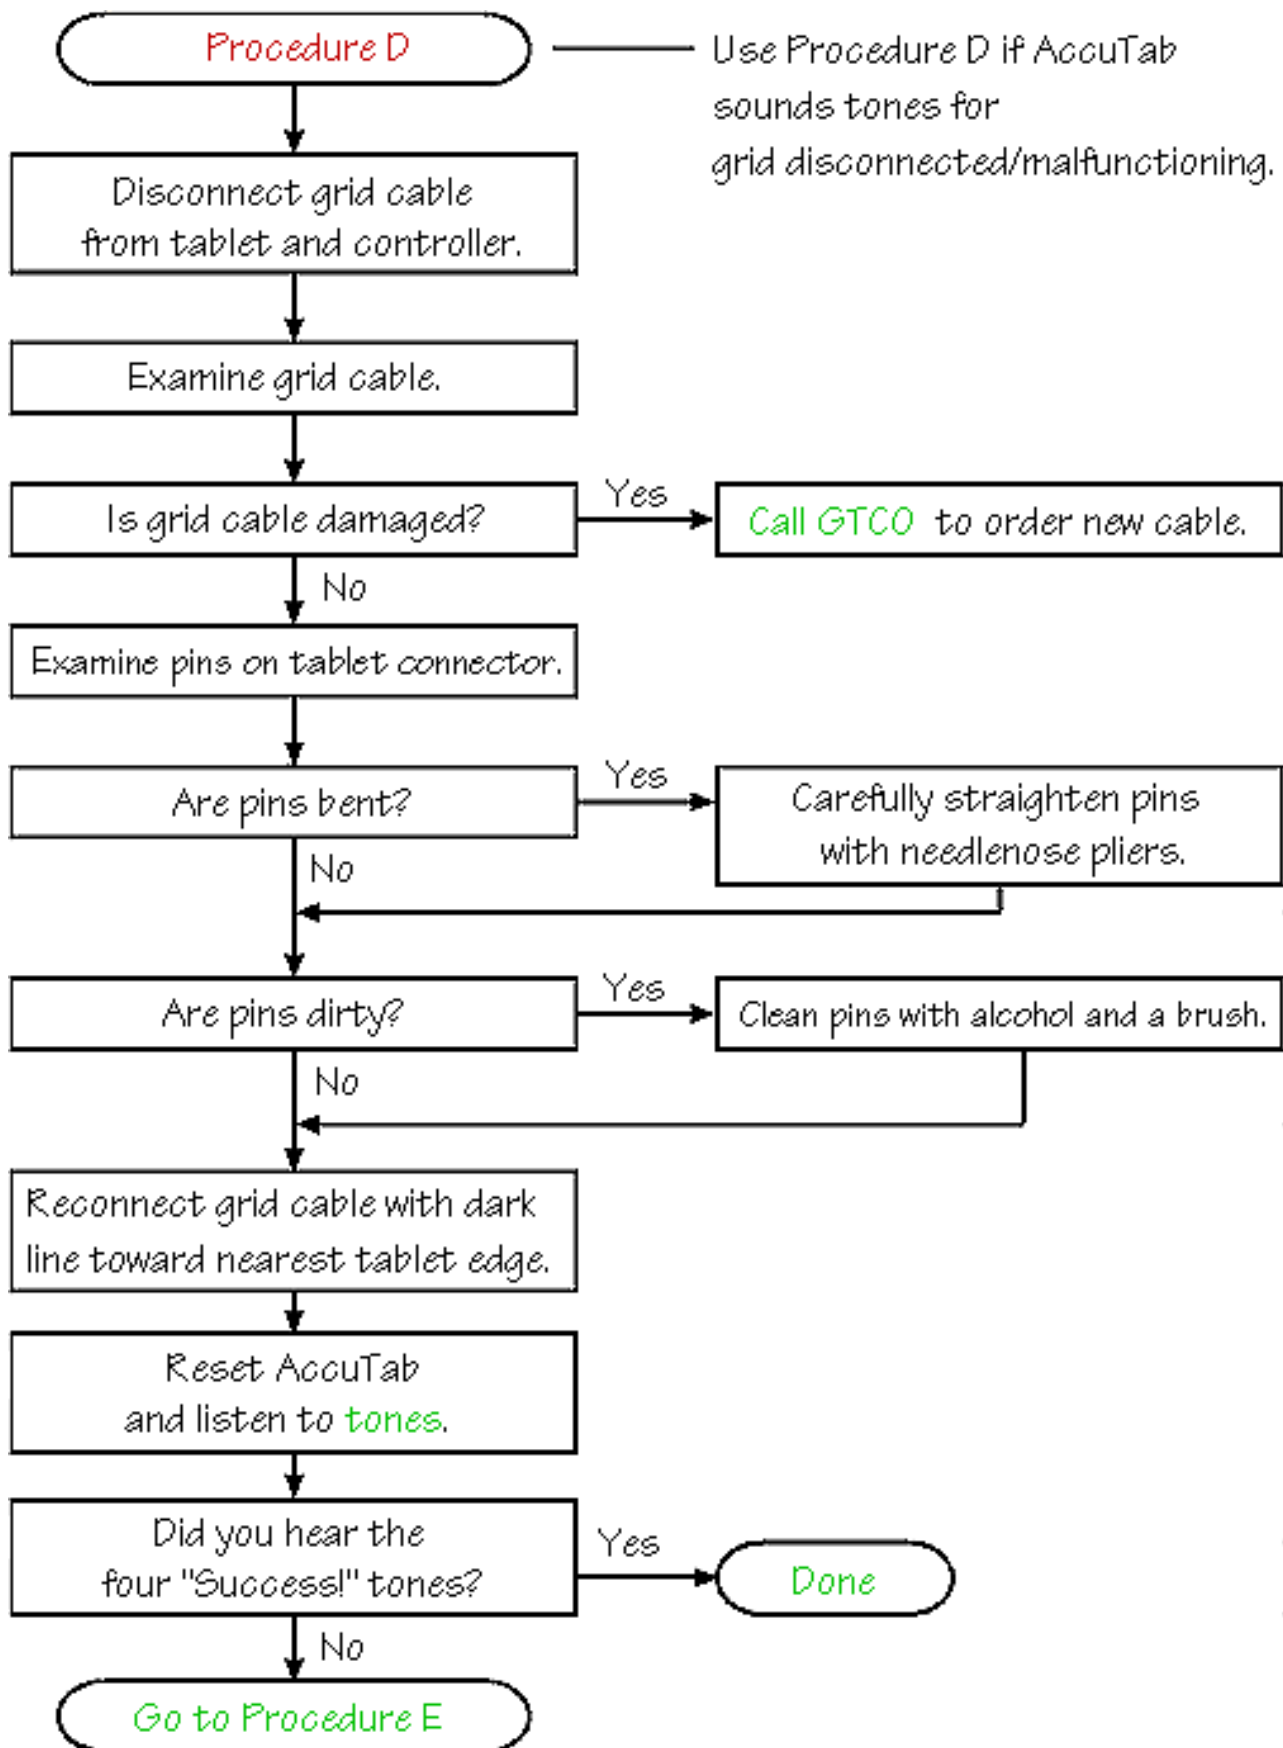 Procedure D
Use Procedure D if AccuTab
sounds tones for
grid disconnected/malfunctioning.
Disconnect grid cable
from tablet and controller.
Examine grid cable.
Is grid cable damaged?
Yes
Call GTCO to order new cable.
No
Examine pins on tablet connector.
Are pins bent?
Yes
Carefully straighten pins
with needlenose pliers.
No
Are pins dirty?
Yes
Clean pins with alcohol and a brush.
No
Reconnect grid cable with dark
line toward nearest tablet edge.
Reset AccuTab
and listen to tones.
Did you hear the
four "Success!" tones?
Yes
Done
No
Go to Procedure E